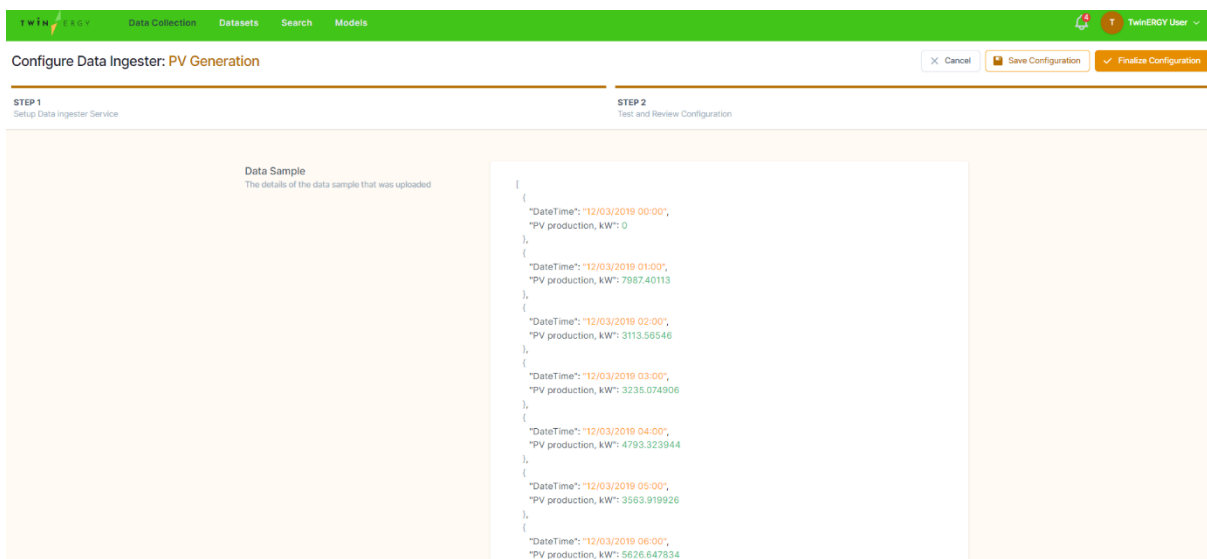 TWINERGY Data Collection Datasets Search Models 4 T TwinERGY User
Configure Data Ingester: PV Generation Cancel Save Configuration Finalize Configuration
STEP 1 STEP 2
Setup Data Ingester Service Test and Review Configuration
Data Sample
The details of the data sample that was uploaded
[
{
"DateTime": "12/03/2019 00:00",
"PV production, kW": 0
},
{
"DateTime": "12/03/2019 01:00",
"PV production, kW": 7987.40113
},
{
"DateTime": "12/03/2019 02:00",
"PV production, kW": 3113.56546
},
{
"DateTime": "12/03/2019 03:00",
"PV production, kW": 3235.074906
},
{
"DateTime": "12/03/2019 04:00",
"PV production, kW": 4793.323944
},
{
"DateTime": "12/03/2019 05:00",
"PV production, kW": 3563.919926
},
{
"DateTime": "12/03/2019 06:00",
"PV production, kW": 5626.647834